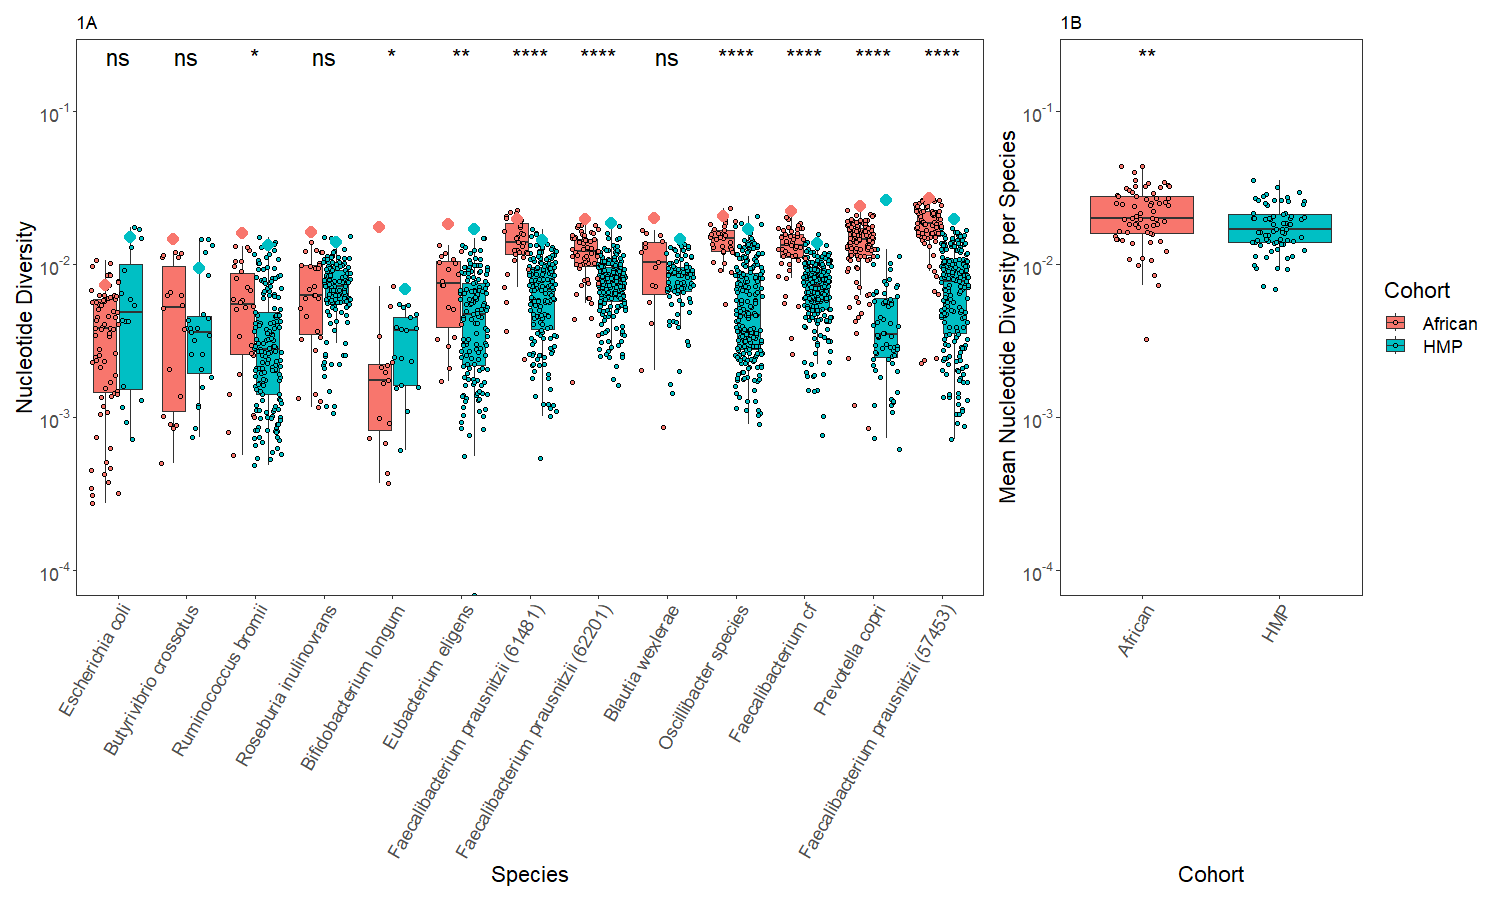 1A
1B
ns
ns
*
ns
*
**
****
****
ns
****
****
****
****
**
Nucleotide Diversity
10-1
10-2
10-3
10-4
Mean Nucleotide Diversity per Species
10-1
10-2
10-3
10-4
Cohort
African
HMP
Escherichia coli
Butyrivibrio crossotus
Ruminococcus bromii
Roseburia inulinovrans
Bifidobacterium longum
Eubacterium eligens
Faecalibacterium prausnitzii (61481)
Faecalibacterium prausnitzii (62201)
Blautia wexlerae
Oscillibacter species
Faecalibacterium cf
Prevotella copri
Faecalibacterium prausnitzii (57453)
African
HMP
Species
Cohort